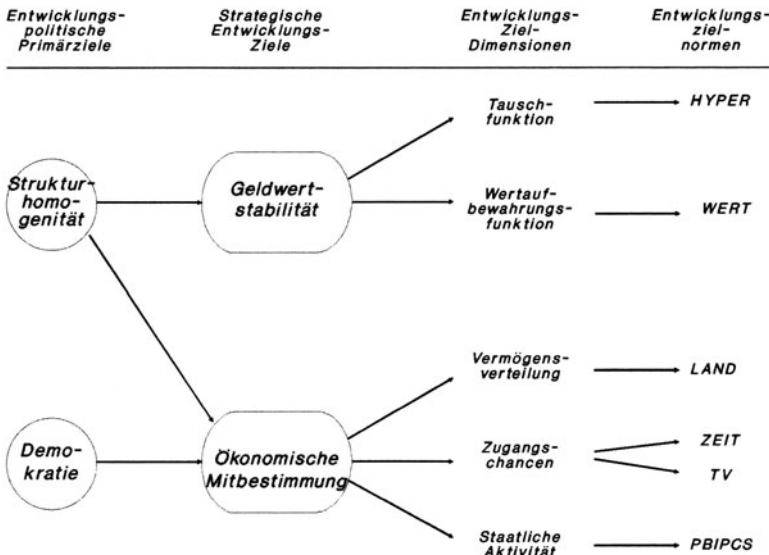 Entwicklungs-
politische
Primärziele
Strategische
Entwicklungs-
Ziele
Entwicklungs-
Ziel-
Dimensionen
Entwicklungs-
ziel-
normen
Tausch-
funktion
HYPER
Struktur-
homo-
genität
Geldwert-
stabilität
Wertauf-
bewahrungs-
funktion
WERT
Vermögens-
verteilung
LAND
Demo-
kratie
Ökonomische
Mitbestimmung
Zugangs-
chancen
ZEIT
TV
Staatliche
Aktivität
PBIPCS